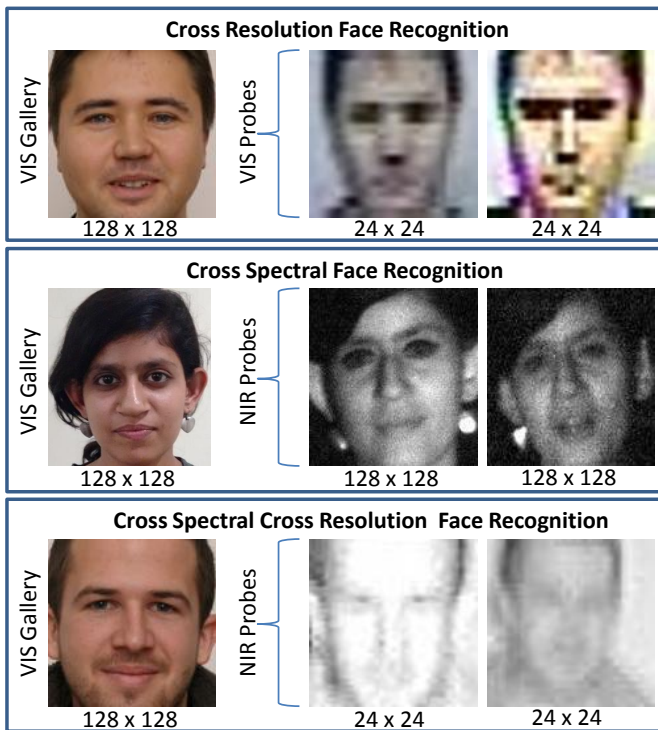 Cross Resolution Face Recognition
VIS Gallery
VIS Probes
128 x 128
24 x 24
24 x 24
Cross Spectral Face Recognition
VIS Gallery
NIR Probes
128 x 128
128 x 128
128 x 128
Cross Spectral Cross Resolution  Face Recognition
VIS Gallery
NIR Probes
128 x 128
24 x 24
24 x 24